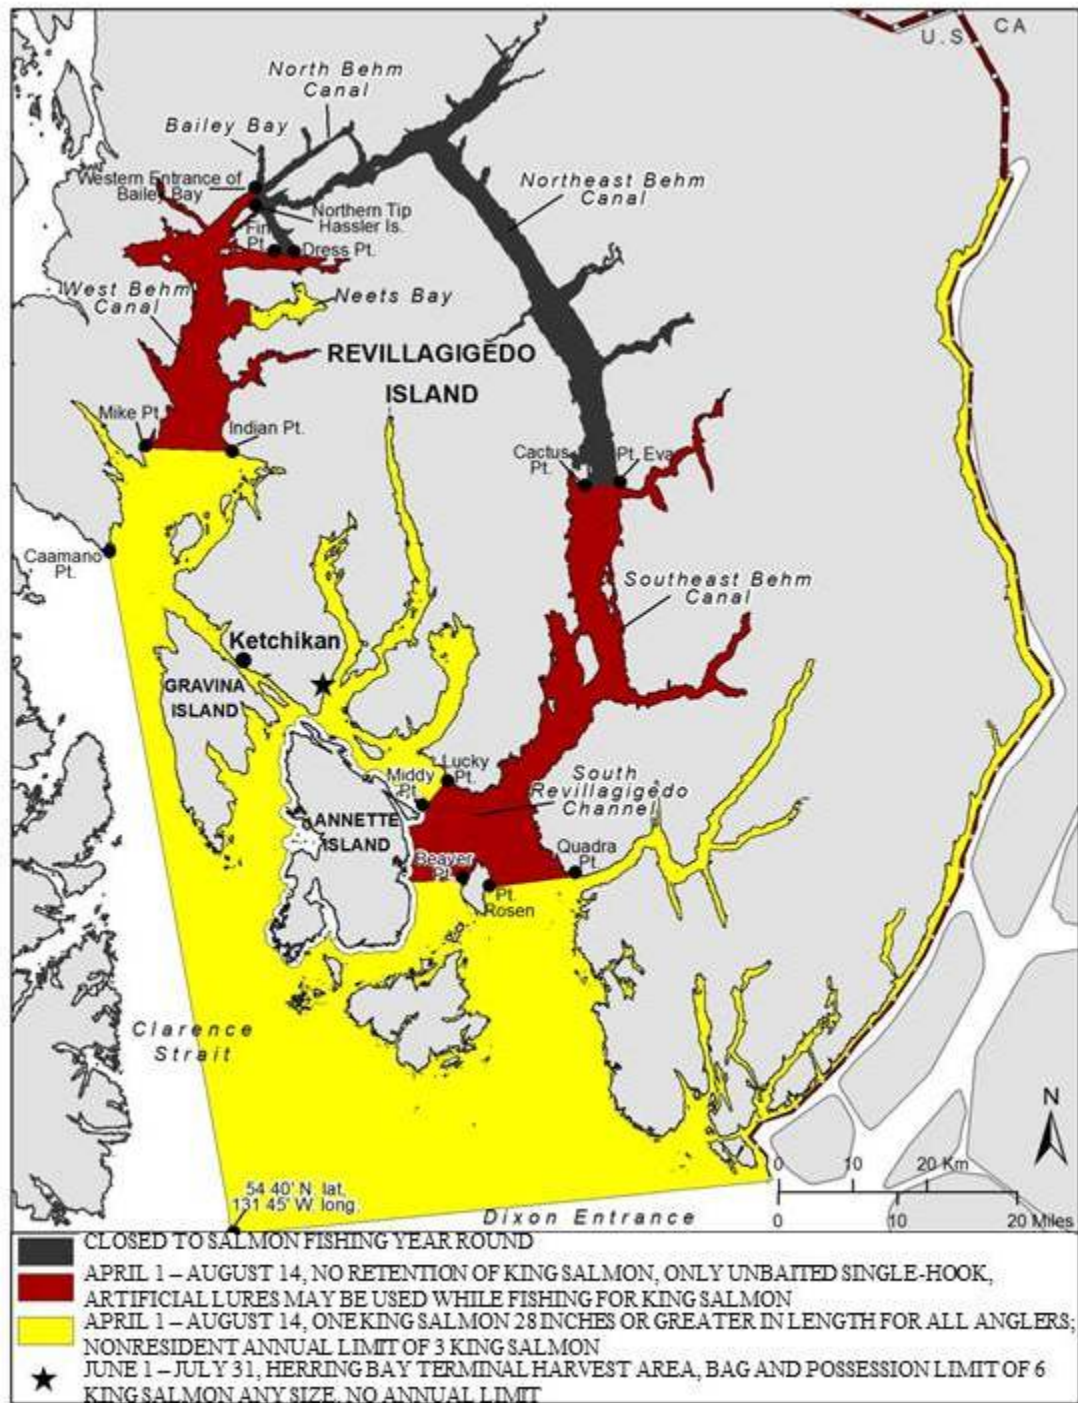 U.S
CA
North Behm
Canal
Bailey Bay
Western Entrance of
Bailey Bay
Northeast Behm
Canal
Northern Tip
Hassler Is.
Fin
Pt.
Dress Pt.
West Behm
Canal
Neets Bay
REVILLAGIGEDO
ISLAND
Mike Pt
Indian Pt.
Cactus
Pt.
Pt. Eva
Caamano
Pt.
Southeast Behm
Canal
Ketchikan
GRAVINA
ISLAND
Lucky
Pt.
Middy
Pt.
South
Revillagigedo
Channel
ANNETTE
ISLAND
Beaver
Pt.
Quadra
Pt.
Pt.
Rosen
Clarence
Strait
N
0 10 20 Km
54 40' N lat.
131 45' W long.
Dixon Entrance
0 10 20 Miles
CLOSED TO SALMON FISHING YEAR ROUND
APRIL 1 – AUGUST 14, NO RETENTION OF KING SALMON, ONLY UNBAITED SINGLE-HOOK,
ARTIFICIAL LURES MAY BE USED WHILE FISHING FOR KING SALMON
APRIL 1 – AUGUST 14, ONE KING SALMON 28 INCHES OR GREATER IN LENGTH FOR ALL ANGLERS;
NONRESIDENT ANNUAL LIMIT OF 3 KING SALMON
JUNE 1 – JULY 31, HERRING BAY TERMINAL HARVEST AREA, BAG AND POSSESSION LIMIT OF 6
KING SALMON ANY SIZE. NO ANNUAL LIMIT